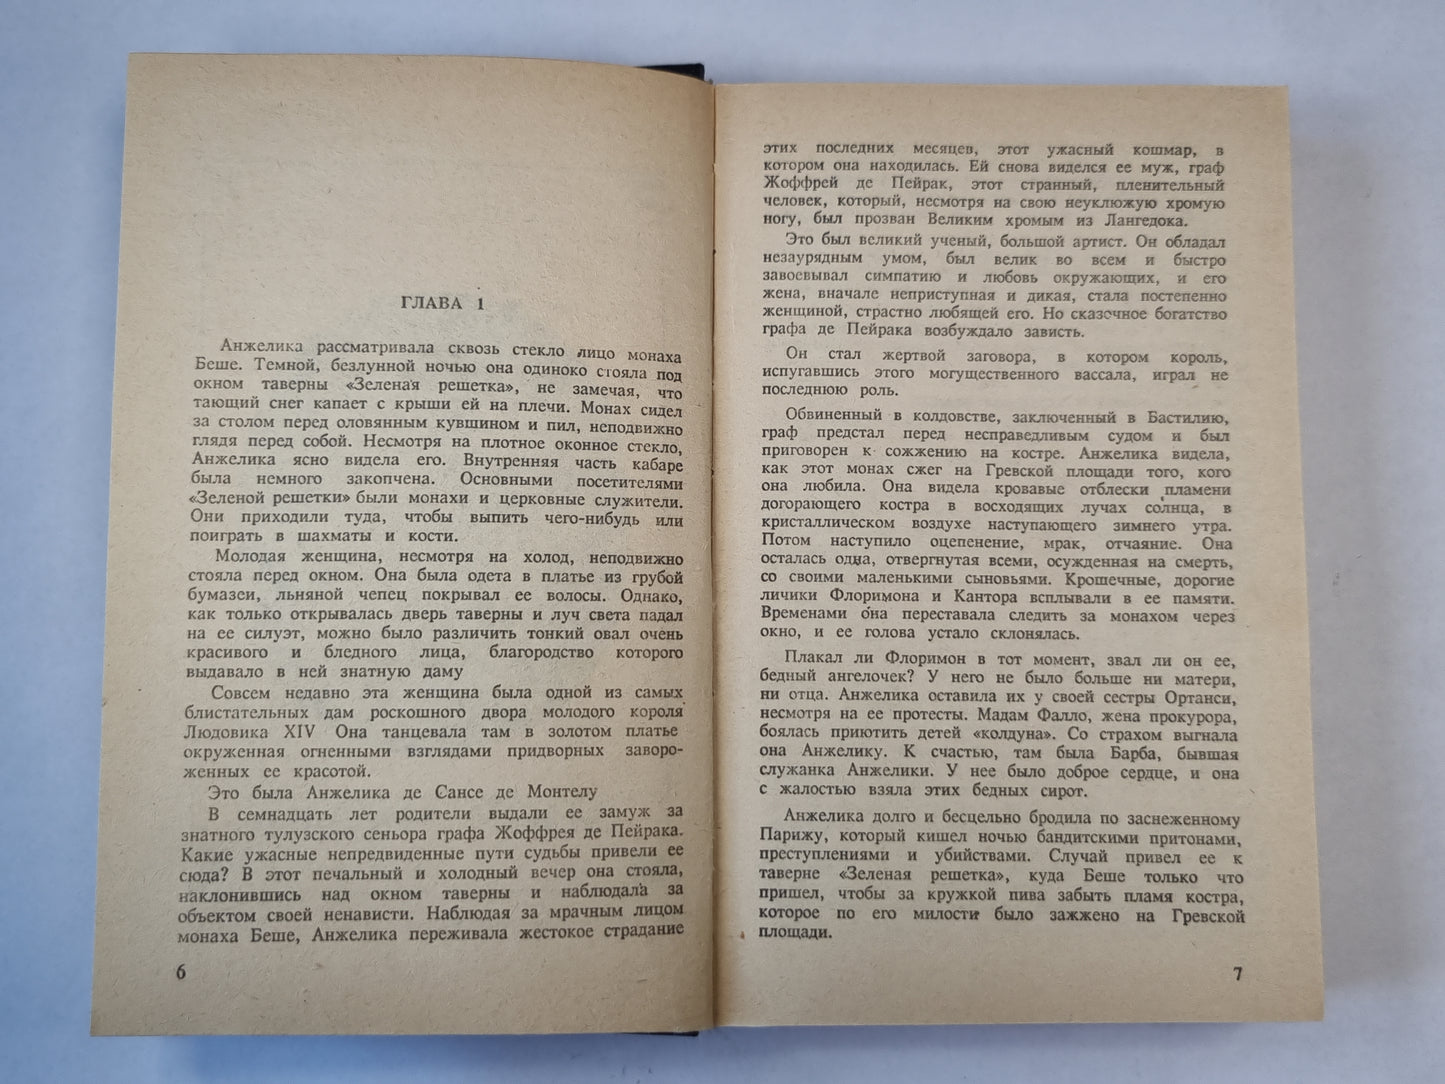 ГЛАВА 1
Анжелика рассматривала сквозь стекло лицо монаха
Беше. Темной, безлунной ночью она одиноко стояла под
окном таверны «Зеленая решетка», не замечая, что
тающий снег капает с крыши ей на плечи. Монах сидел
за столом перед оловянным кувшином и пил, неподвижно
глядя перед собой. Несмотря на плотное оконное стекло,
Анжелика ясно видела его. Внутренняя часть кабаре
была немного закопчена. Основными посетителями
«Зеленой решетки» были монахи и церковные служители.
Они приходили туда, чтобы выпить чего-нибудь или
поиграть в шахматы и кости.
Молодая женщина, несмотря на холод, неподвижно
стояла перед окном. Она была одета в платье из грубой
бумазеи, льняной чепец покрывал ее волосы. Однако,
как только открывалась дверь таверны и луч света падал
на ее силуэт, можно было различить тонкий овал очень
красивого и бледного лица, благородство которого
выдавало в ней знатную даму
Совсем недавно эта женщина была одной из самых
блистательных дам роскошного двора молодого короля
Людовика XIV Она танцевала там в золотом платье
окруженная огненными взглядами придворных заворо-
женных ее красотой.
Это была Анжелика де Сансе де Монтелу
В семнадцать лет родители выдали ее замуж за
знатного тулузского сеньора графа Жоффрея де Пейрака.
Какие ужасные непредвиденные пути судьбы привели ее
сюда? В этот печальный и холодный вечер она стояла,
наклонившись над окном таверны и наблюдала за
объектом своей ненависти. Наблюдая за мрачным лицом
монаха Беше, Анжелика переживала жестокое страдание
6
этих последних месяцев, этот ужасный кошмар, в
котором она находилась. Ей снова виделся ее муж, граф
Жоффрей де Пейрак, этот странный, пленительный
человек, который, несмотря на свою неуклюжую хромую
ногу, был прозван Великим хромым из Лангедока.
Это был великий ученый, большой артист. Он обладал
незаурядным умом, был велик во всем и быстро
завоевывал симпатию и любовь окружающих, и его
жена, вначале неприступная и дикая, стала постепенно
женщиной, страстно любящей его. Но сказочное богатство
графа де Пейрака возбуждало зависть.
Он стал жертвой заговора, в котором король,
испугавшись этого могущественного вассала, играл не
последнюю роль.
Обвиненный в колдовстве, заключенный в Бастилию,
граф предстал перед несправедливым судом и был
приговорен к сожжению на костре. Анжелика видела,
как этот монах сжег на Гревской площади того, кого
она любила. Она видела кровавые отблески пламени
догорающего костра в восходящих лучах солнца, в
кристаллическом воздухе наступающего зимнего утра.
Потом наступило оцепенение, мрак, отчаяние. Она
осталась одна, отвергнутая всеми, осужденная на смерть,
со своими маленькими сыновьями. Крошечные, дорогие
личики Флоримона и Кантора всплывали в ее памяти.
Временами она переставала следить за монахом через
окно, и ее голова устало склонялась.
Плакал ли Флоримон в тот момент, звал ли он ее,
бедный ангелочек? У него не было больше ни матери,
ни отца. Анжелика оставила их у своей сестры Ортанси,
несмотря на ее протесты. Мадам Фалло, жена прокурора,
боялась приютить детей «колдуна». Со страхом выгнала
она Анжелику. К счастью, там была Барба, бывшая
служанка Анжелики. У нее было доброе сердце, и она
с жалостью взяла этих бедных сирот.
Анжелика долго и бесцельно бродила по заснеженному
Парижу, который кишел ночью бандитскими притонами,
преступлениями и убийствами. Случай привел ее к
таверне «Зеленая решетка», куда Беше только что
пришел, чтобы за кружкой пива забыть пламя костра,
которое по его милости было зажжено на Гревской
площади.
7